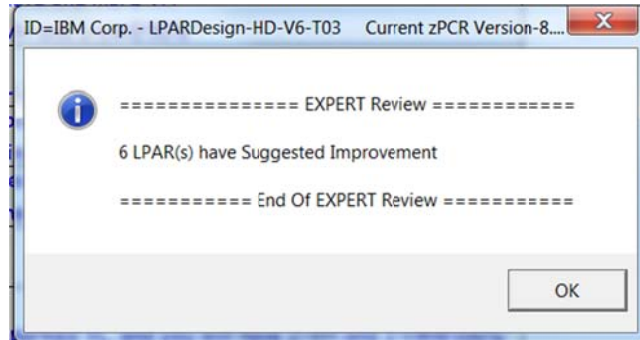 ID=IBM Corp. - LPARDesign-HD-V6-T03 Current zPCR Version-8....
=============== EXPERT Review ============
6 LPAR(s) have Suggested Improvement
=========== End Of EXPERT Review ===========
OK